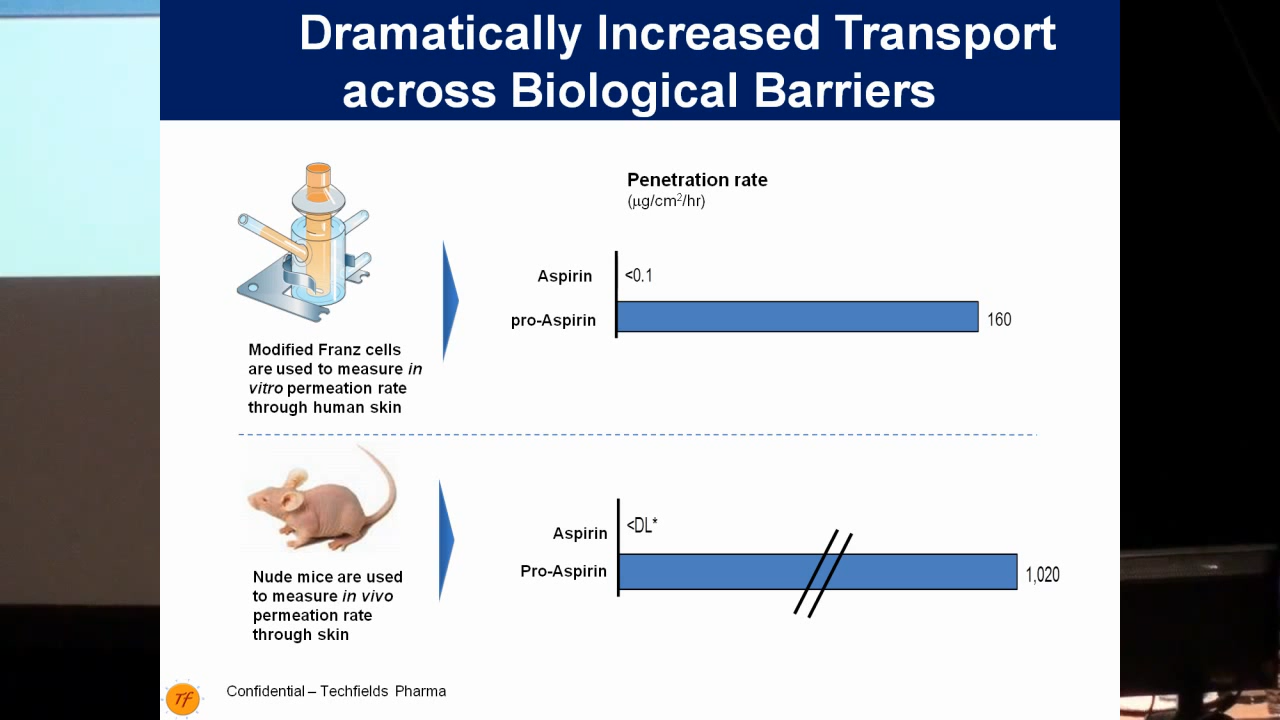 Dramatically Increased Transport
across Biological Barriers
Penetration rate
(μg/cm²/hr)
Aspirin
<0.1
pro-Aspirin
160
Modified Franz cells
are used to measure in
vitro permeation rate
through human skin
Aspirin
<DL*
Pro-Aspirin
1,020
Nude mice are used
to measure in vivo
permeation rate
through skin
TF
Confidential – Techfields Pharma